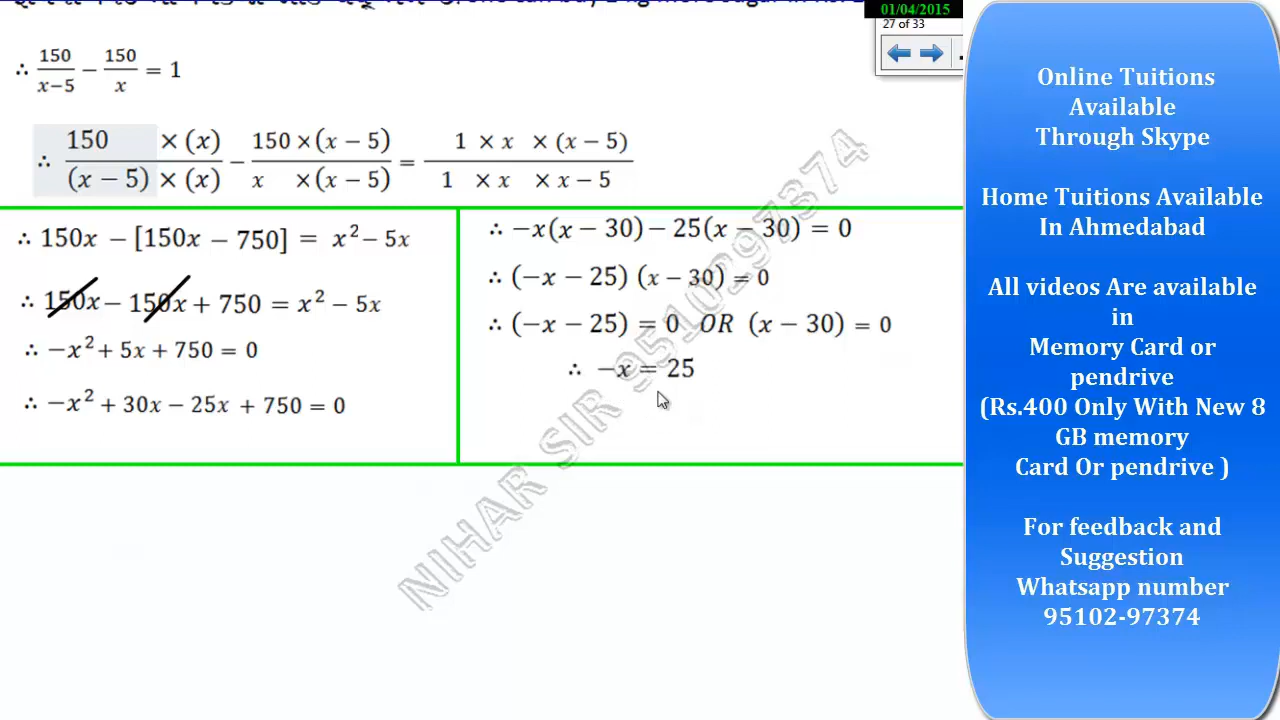 01/04/2015
27 of 33
∴ 150/(x−5) − 150/x = 1
∴ 150 × (x)/(x − 5) × (x) − 150 × (x − 5)/x × (x − 5) = 1 × x × (x − 5)/1 × x × x − 5
∴ 150x − [150x − 750] = x² − 5x
∴ 150x − 150x + 750 = x² − 5x
∴ −x² + 5x + 750 = 0
∴ −x² + 30x − 25x + 750 = 0
∴ −x(x − 30) − 25(x − 30) = 0
∴ (−x − 25) (x − 30) = 0
∴ (−x − 25) = 0 OR (x − 30) = 0
∴ −x = 25
NIHAR SIR 9510297374
Online Tuitions
Available
Through Skype
Home Tuitions Available
In Ahmedabad
All videos Are available
in
Memory Card or
pendrive
(Rs.400 Only With New 8
GB memory
Card Or pendrive )
For feedback and
Suggestion
Whatsapp number
95102-97374